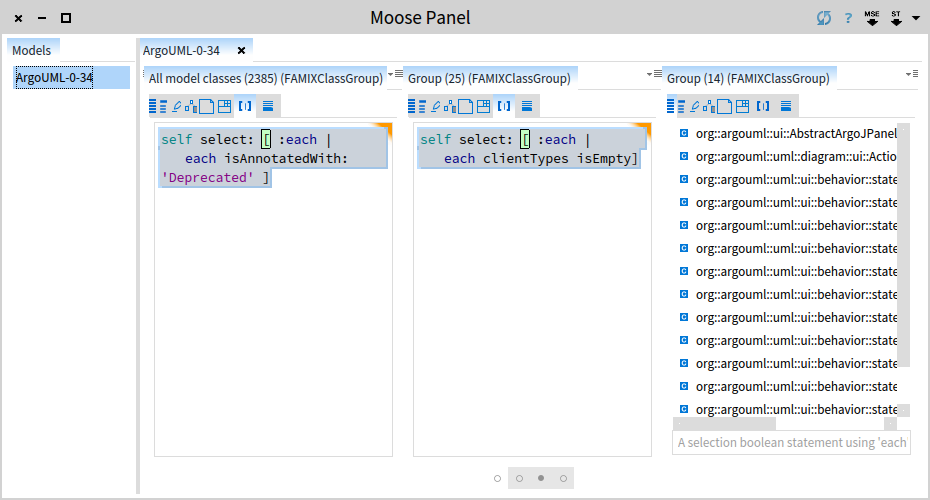 Moose Panel
? MSE ST
Models
ArgoUML-0-34
ArgoUML-0-34
All model classes (2385) (FAMIXClassGroup)
self select: [ :each |
each isAnnotatedWith:
'Deprecated' ]
Group (25) (FAMIXClassGroup)
self select: [ :each |
each clientTypes isEmpty]
Group (14) (FAMIXClassGroup)
C org::argouml::ui::AbstractArgoJPanel
C org::argouml::uml::diagram::ui::Actio
C org::argouml::uml::ui::behavior::state
C org::argouml::uml::ui::behavior::state
C org::argouml::uml::ui::behavior::state
C org::argouml::uml::ui::behavior::state
C org::argouml::uml::ui::behavior::state
C org::argouml::uml::ui::behavior::state
C org::argouml::uml::ui::behavior::state
C org::argouml::uml::ui::behavior::state
C org::argouml::uml::ui::behavior::state
C org::argouml::uml::ui::behavior::state
C org::argouml::uml::ui::behavior::state
A selection boolean statement using 'each